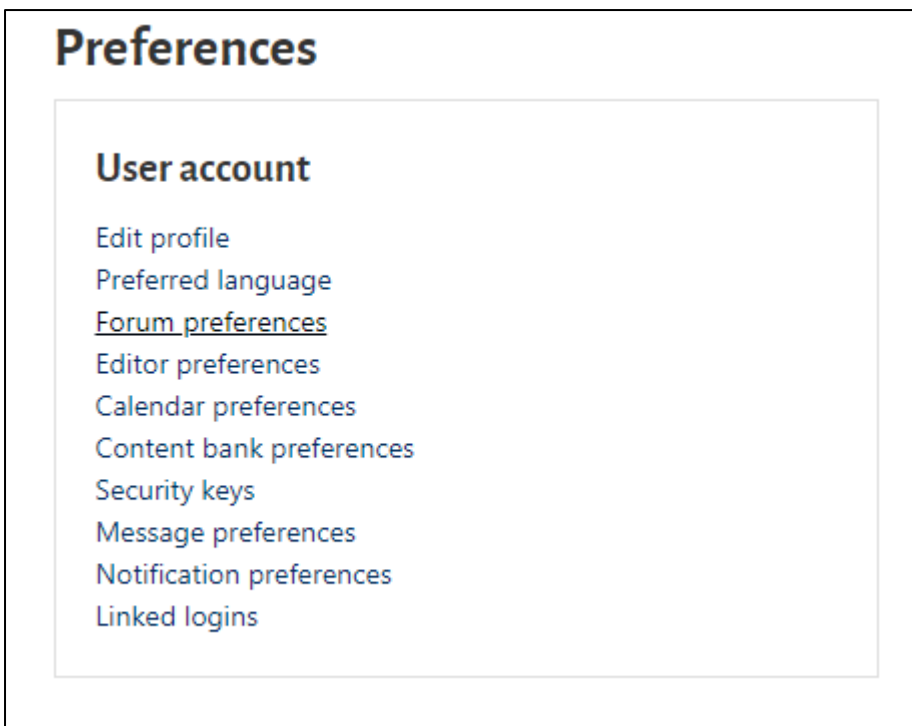 Preferences
User account
Edit profile
Preferred language
Forum preferences
Editor preferences
Calendar preferences
Content bank preferences
Security keys
Message preferences
Notification preferences
Linked logins